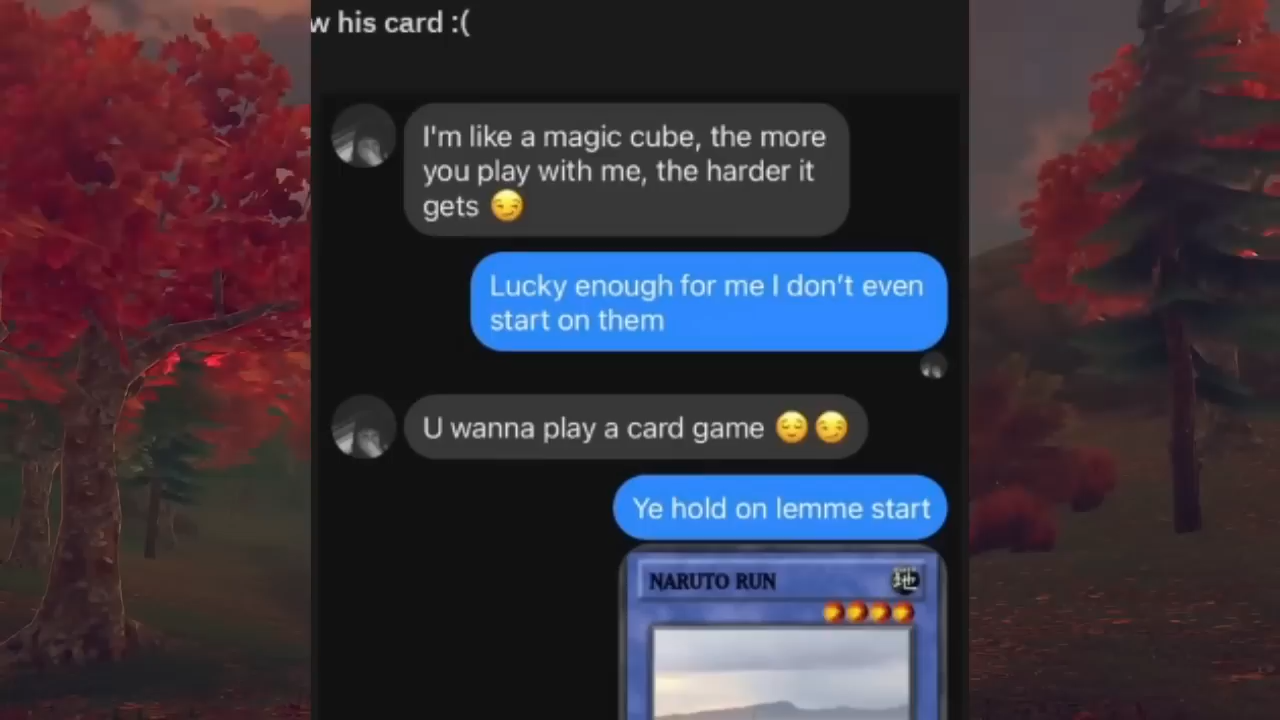 w his card :(
I'm like a magic cube, the more
you play with me, the harder it
gets 😏
Lucky enough for me I don't even
start on them
U wanna play a card game 😌😏
Ye hold on lemme start
NARUTO RUN
地